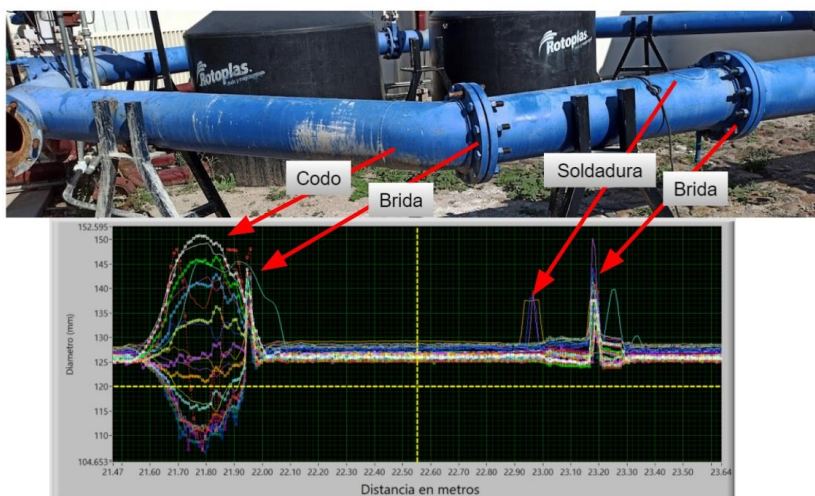 Rotoplas
Rotoplas
Codo
Brida
Soldadura
Brida
152.595
150
145
140
135
130
125
120
115
110
104.653
Diametro (mm)
21.47 21.60 21.70 21.80 21.90 22.00 22.10 22.20 22.30 22.40 22.50 22.60 22.70 22.80 22.90 23.00 23.10 23.20 23.30 23.40 23.50 23.64
Distancia en metros